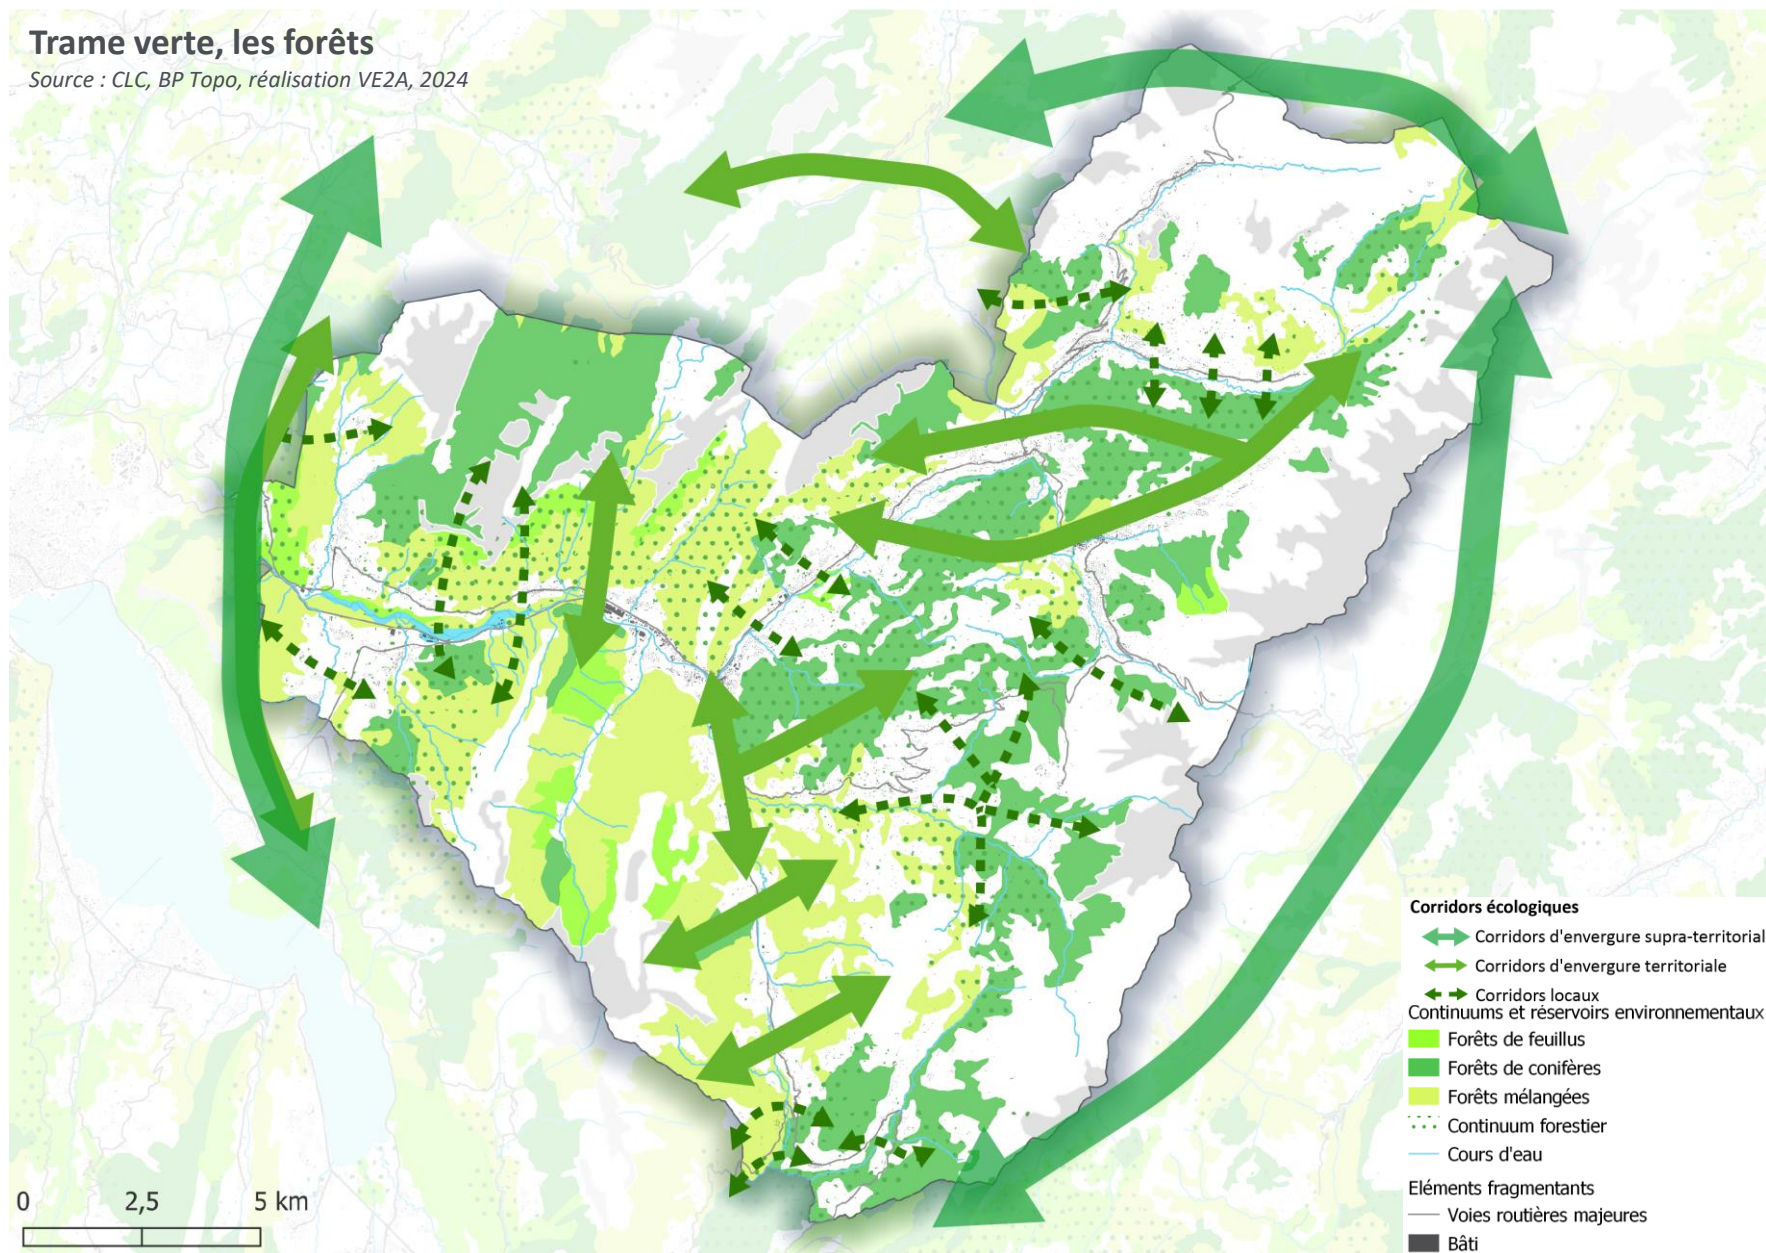 Trame verte, les forêts
Source : CLC, BP Topo, réalisation VE2A, 2024
Corridors écologiques
Corridors d'envergure supra-territorial
Corridors d'envergure territoriale
Corridors locaux
Continuums et réservoirs environnementaux
Forêts de feuillus
Forêts de conifères
Forêts mélangées
Continuum forestier
Cours d'eau
Eléments fragmentants
Voies routières majeures
Bâti
0 2,5 5 km